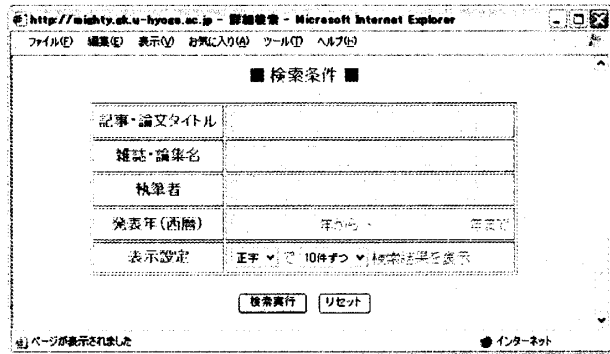 http://mighty.gk.u-hyogo.ac.jp - 詳細検索 - Microsoft Internet Explorer
ファイル(F) 編集(E) 表示(V) お気に入り(A) ツール(T) ヘルプ(H)
■ 検索条件 ■
記事・論文タイトル
雑誌・論集名
執筆者
発表年(西暦) 年から 年まで
表示設定 正字 で 10件ずつ 検索結果を表示
検索実行 リセット
ページが表示されました インターネット